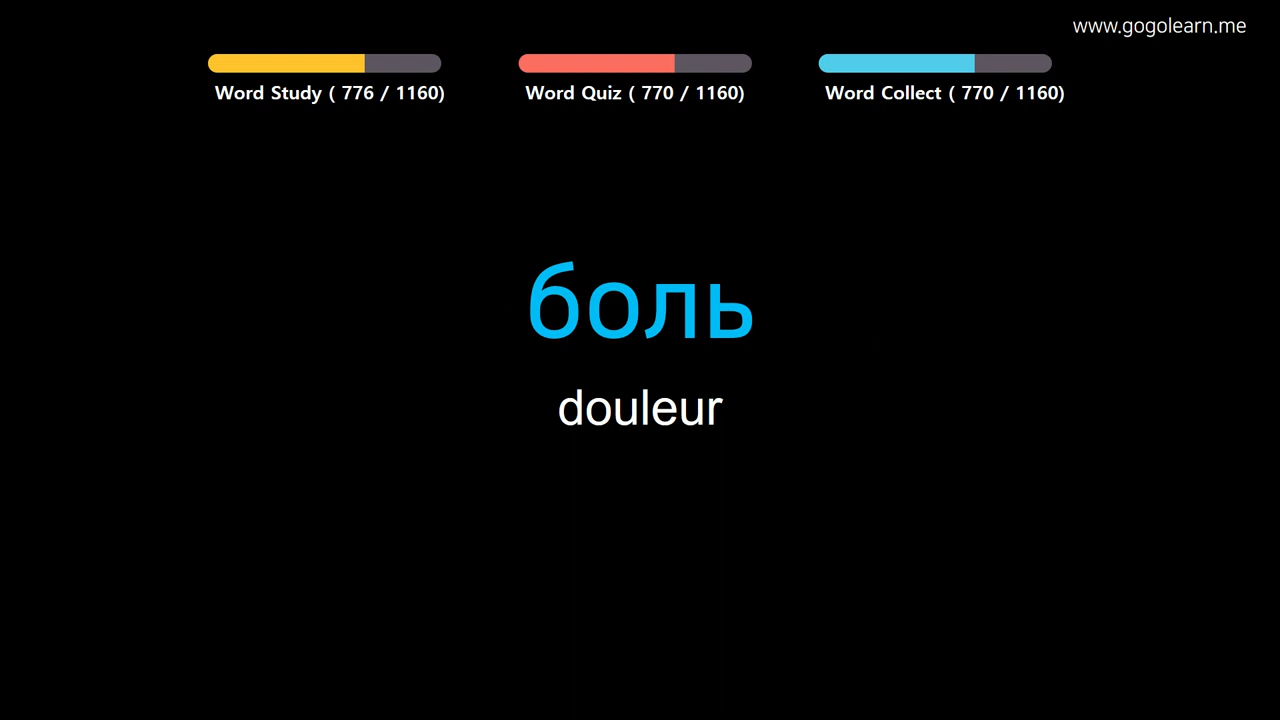 www.gogolearn.me
Word Study ( 776 / 1160)
Word Quiz ( 770 / 1160)
Word Collect ( 770 / 1160)
боль
douleur